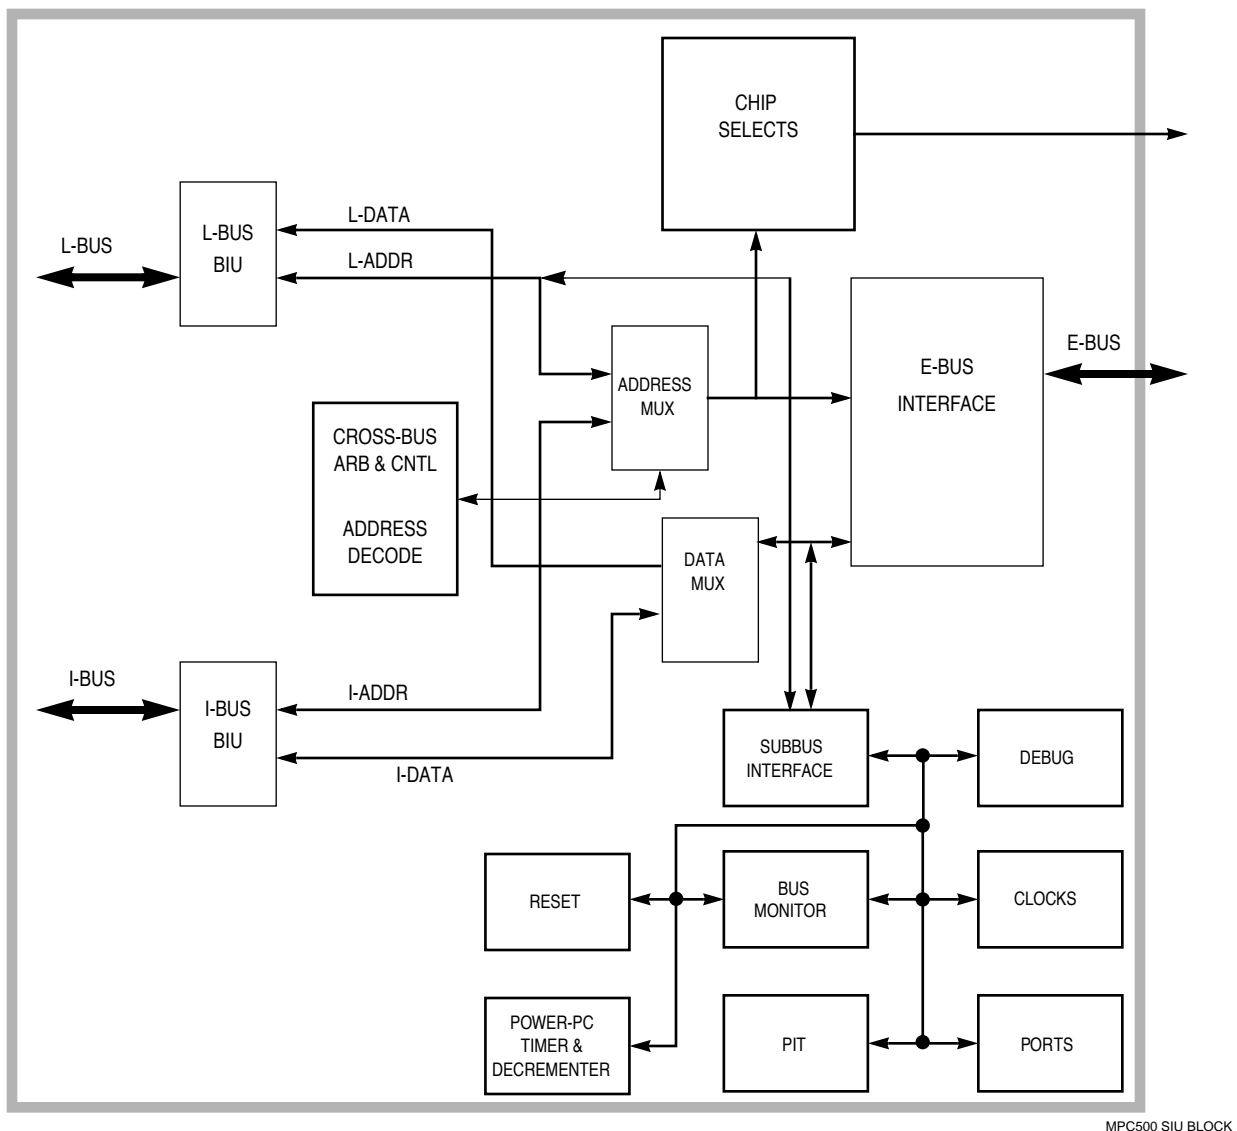 CHIP
SELECTS
L-DATA
L-BUS
L-BUS
BIU
L-ADDR
E-BUS
E-BUS
INTERFACE
ADDRESS
MUX
CROSS-BUS
ARB & CNTL
ADDRESS
DECODE
DATA
MUX
I-BUS
I-BUS
BIU
I-ADDR
I-DATA
SUBBUS
INTERFACE
DEBUG
RESET
BUS
MONITOR
CLOCKS
POWER-PC
TIMER &
DECREMENTER
PIT
PORTS
MPC500 SIU BLOCK